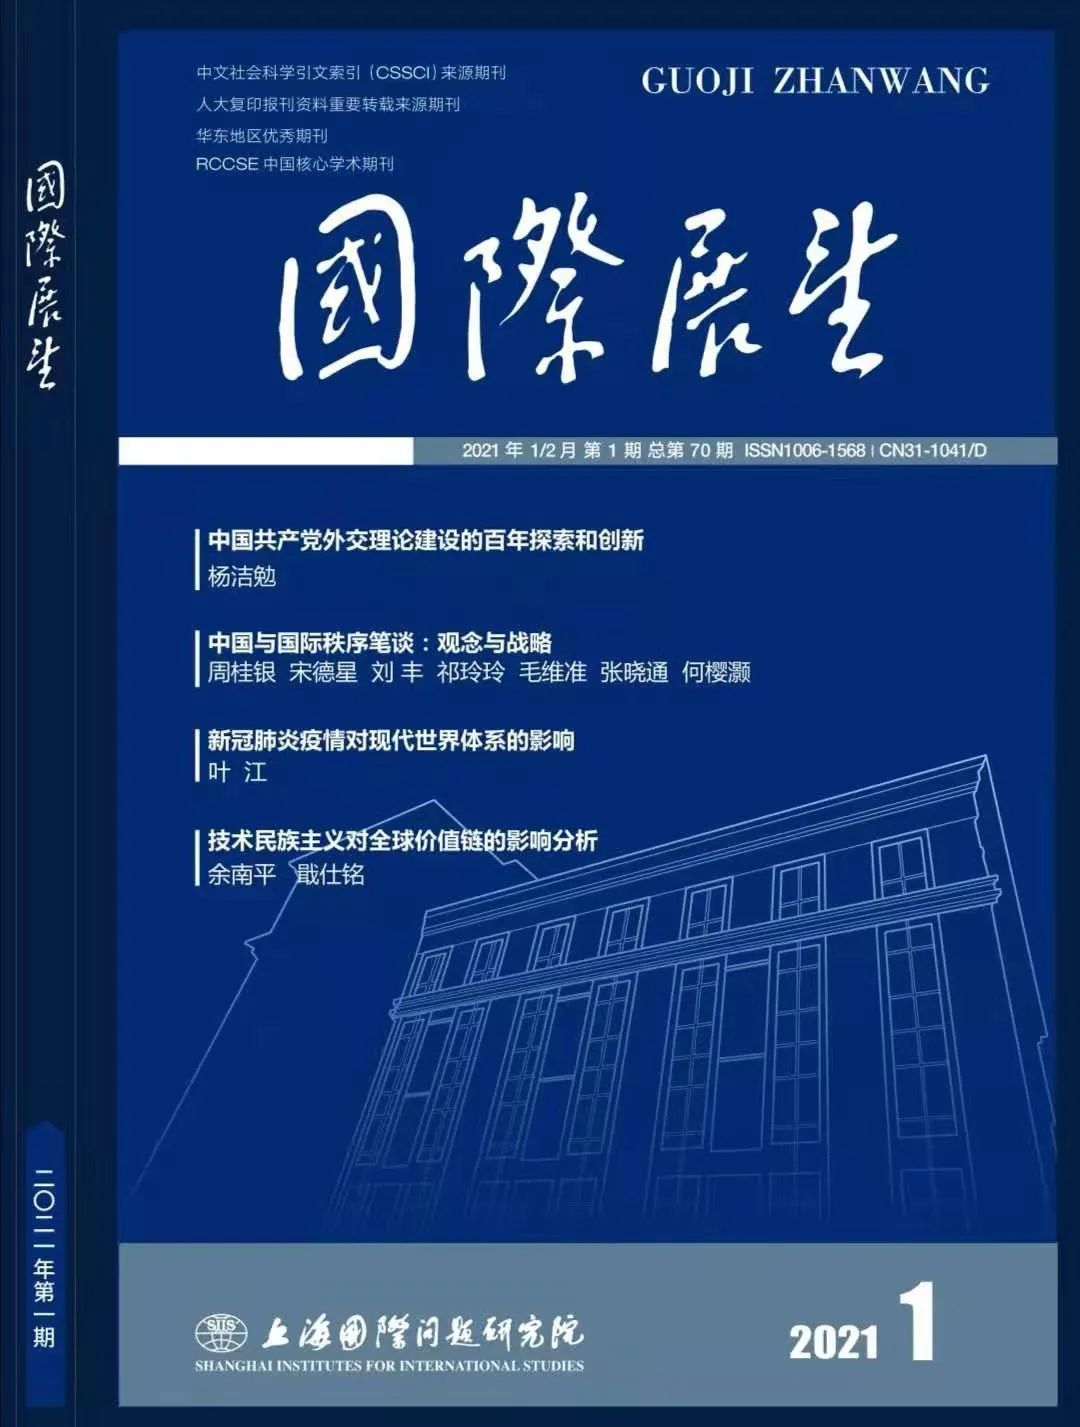 中文社会科学引文索引（CSSCI）来源期刊
人大复印报刊资料重要转载来源期刊
华东地区优秀期刊
RCCSE 中国核心学术期刊
GUOJI ZHANWANG
國際展望
2021 年 1/2 月 第 1 期 总第 70 期 ISSN1006-1568 | CN31-1041/D
中国共产党外交理论建设的百年探索和创新
杨洁勉
中国与国际秩序笔谈：观念与战略
周桂银 宋德星 刘 丰 祁玲玲 毛维准 张晓通 何樱灏
新冠肺炎疫情对现代世界体系的影响
叶 江
技术民族主义对全球价值链的影响分析
余南平 戢仕铭
SIIS 上海國際问题研究院
SHANGHAI INSTITUTES FOR INTERNATIONAL STUDIES
2021 1
國際展望
二〇二一年第一期